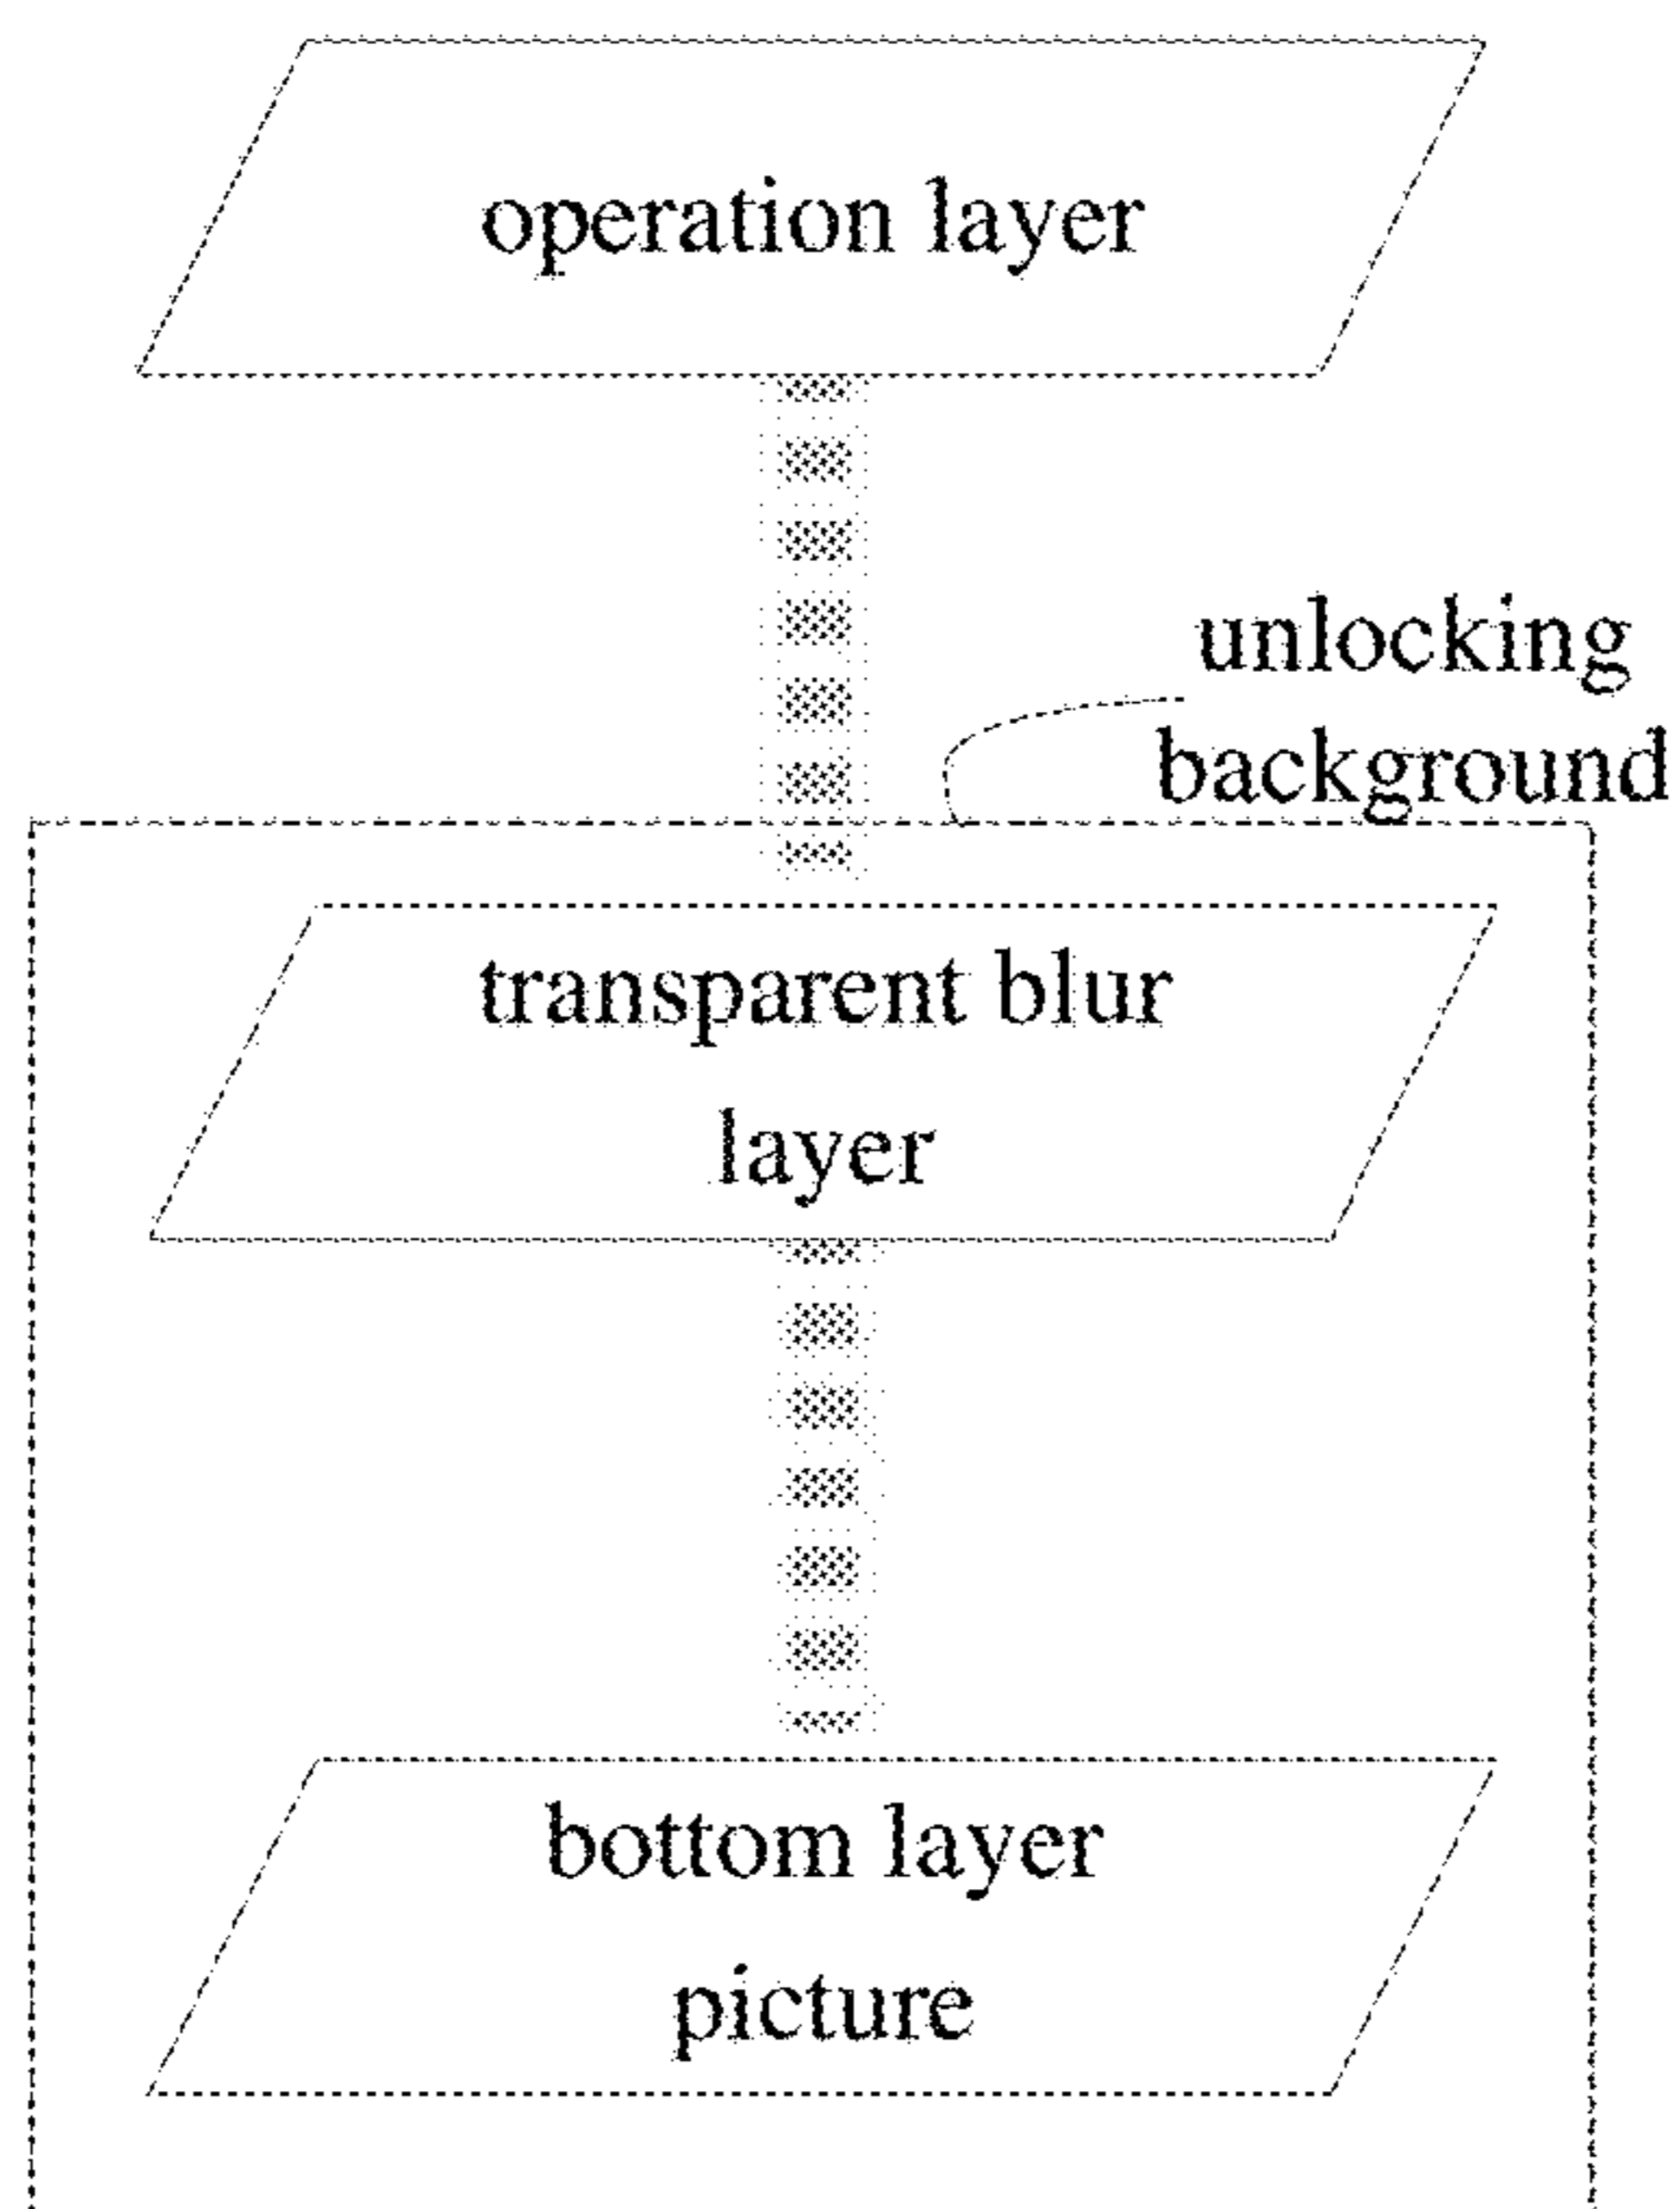 operation layer
unlocking
background
transparent blur
layer
bottom layer
picture